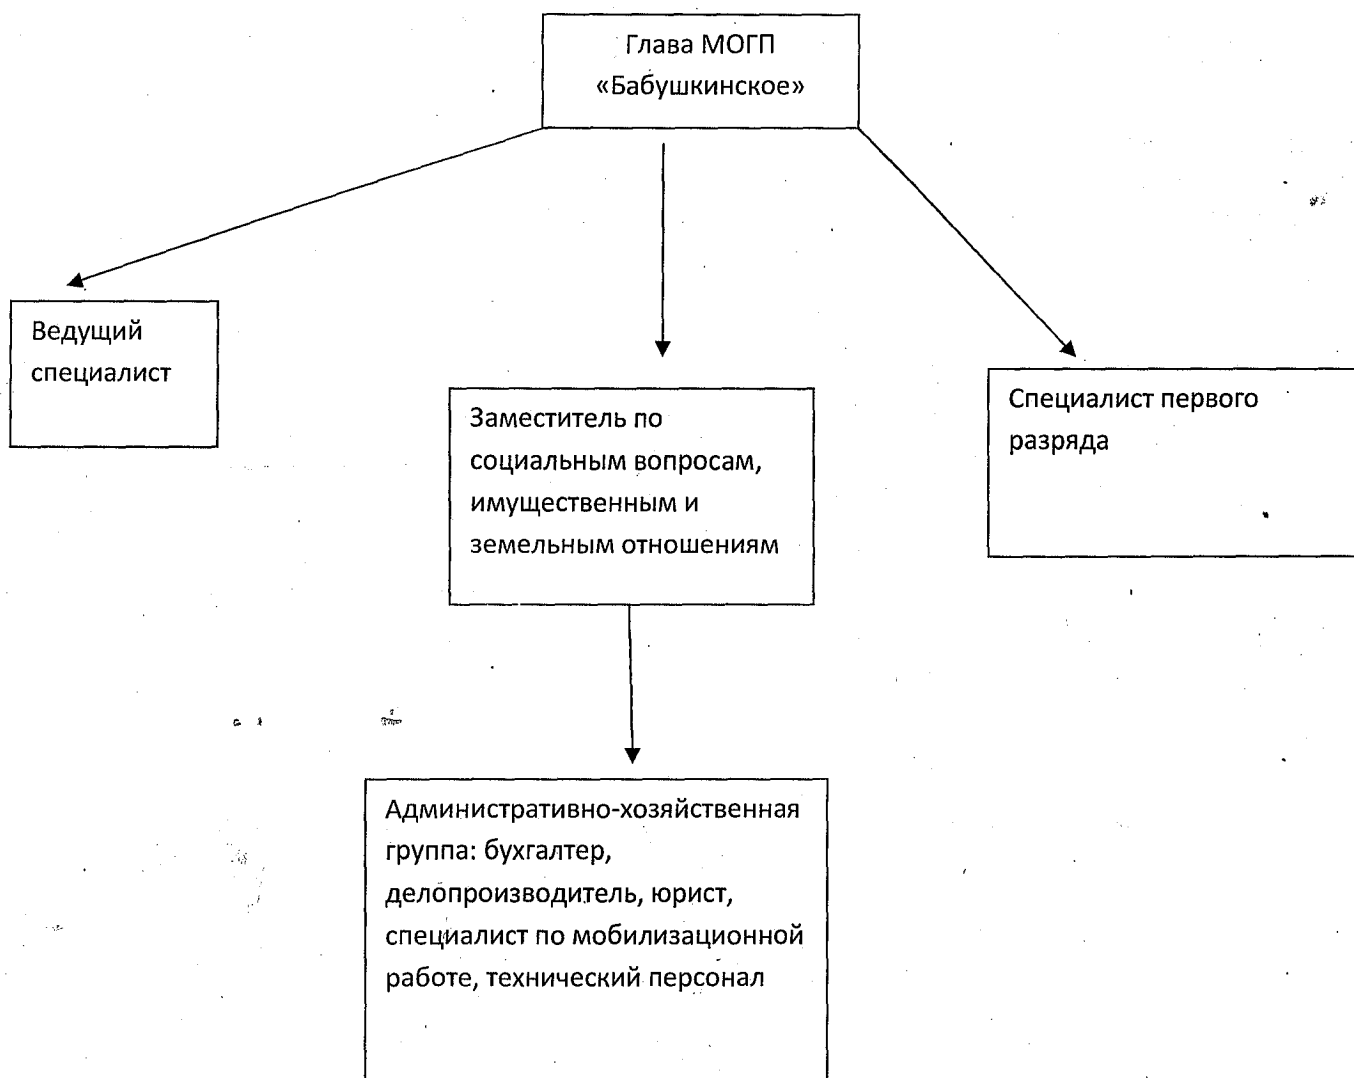 Глава МОГП
«Бабушкинское»
Ведущий
специалист
Заместитель по
социальным вопросам,
имущественным и
земельным отношениям
Специалист первого
разряда
Административно-хозяйственная
группа: бухгалтер,
делопроизводитель, юрист,
специалист по мобилизационной
работе, технический персонал